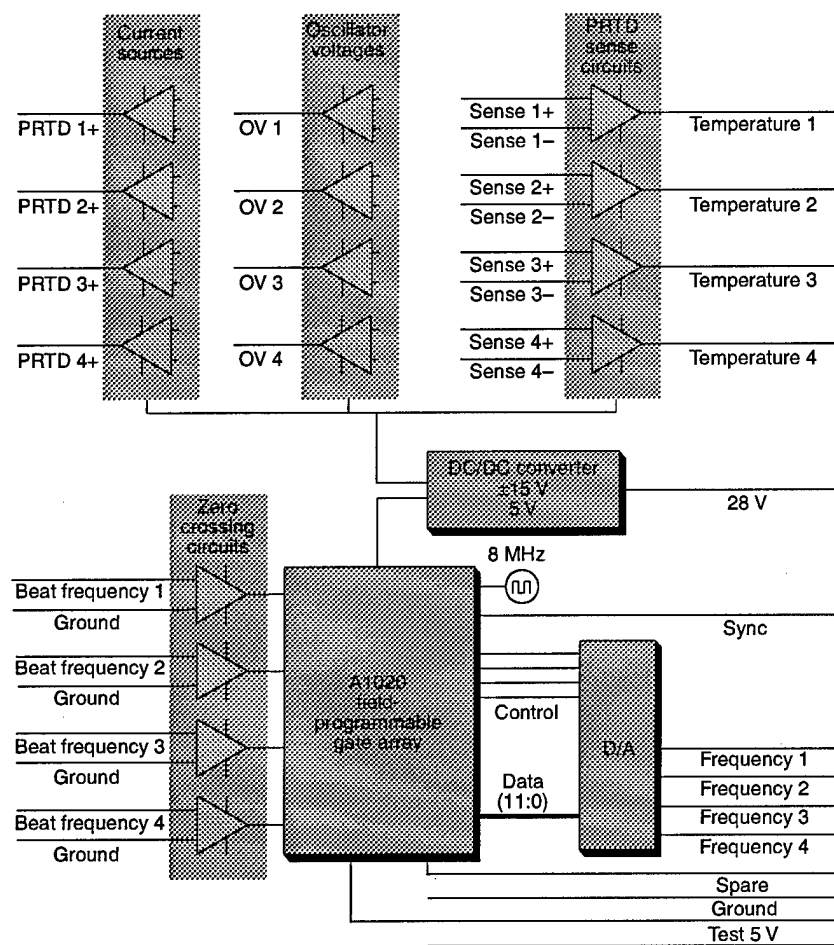 Current
sources
Oscillator
voltages
PRTD
sense
circuits
PRTD 1+
PRTD 2+
PRTD 3+
PRTD 4+
OV 1
OV 2
OV 3
OV 4
Sense 1+
Sense 1–
Sense 2+
Sense 2–
Sense 3+
Sense 3–
Sense 4+
Sense 4–
Temperature 1
Temperature 2
Temperature 3
Temperature 4
DC/DC converter
±15 V
5 V
28 V
Zero
crossing
circuits
8 MHz
Beat frequency 1
Ground
Beat frequency 2
Ground
Beat frequency 3
Ground
Beat frequency 4
Ground
A1020
field-
programmable
gate array
Sync
Control
Data
(11:0)
D/A
Frequency 1
Frequency 2
Frequency 3
Frequency 4
Spare
Ground
Test 5 V